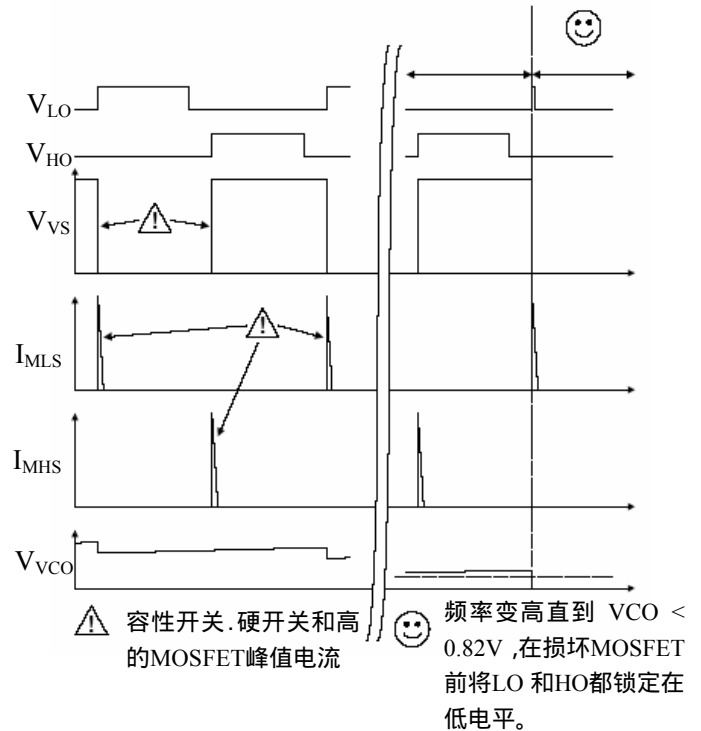 V_LO
V_HO
V_VS
I_MLS
I_MHS
V_VCO
容性开关.硬开关和高
的MOSFET峰值电流
频率变高直到 VCO <
0.82V ,在损坏MOSFET
前将LO 和HO都锁定在
低电平。